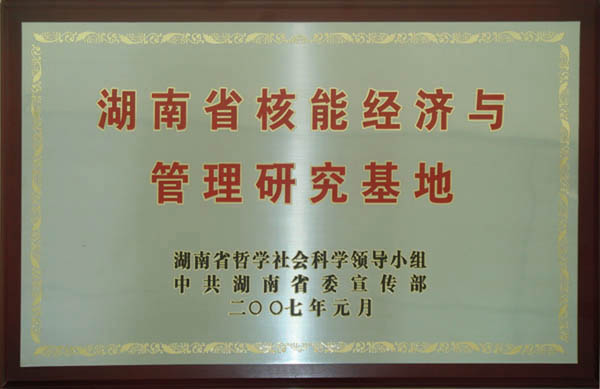 湖南省核能经济与
管理研究基地
湖南省哲学社会科学领导小组
中共湖南省委宣传部
二〇〇七年元月